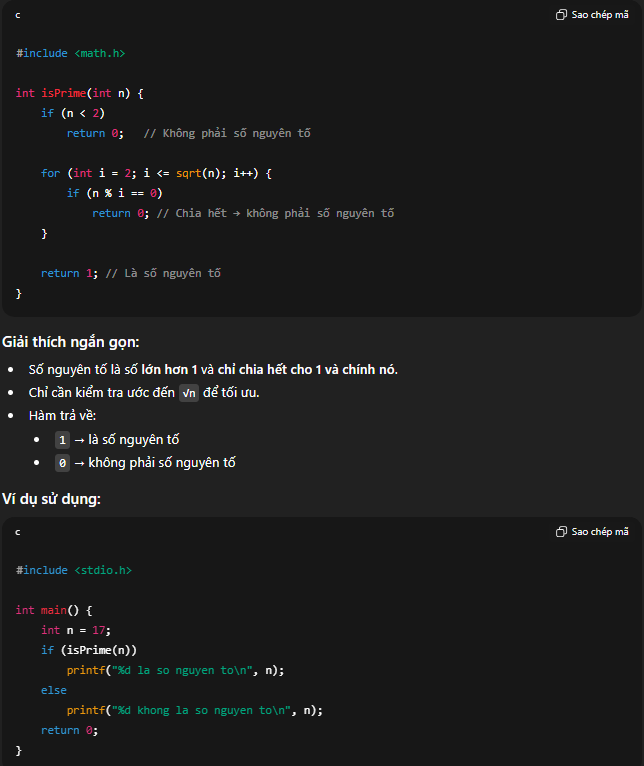 c
Sao chép mã
#include <math.h>
int isPrime(int n) {
    if (n < 2)
        return 0;   // Không phải số nguyên tố
    for (int i = 2; i <= sqrt(n); i++) {
        if (n % i == 0)
            return 0; // Chia hết → không phải số nguyên tố
    }
    return 1; // Là số nguyên tố
}
Giải thích ngắn gọn:
• Số nguyên tố là số lớn hơn 1 và chỉ chia hết cho 1 và chính nó.
• Chỉ cần kiểm tra ước đến √n để tối ưu.
• Hàm trả về:
• 1 → là số nguyên tố
• 0 → không phải số nguyên tố
Ví dụ sử dụng:
c
Sao chép mã
#include <stdio.h>
int main() {
    int n = 17;
    if (isPrime(n))
        printf("%d la so nguyen to\n", n);
    else
        printf("%d khong la so nguyen to\n", n);
    return 0;
}